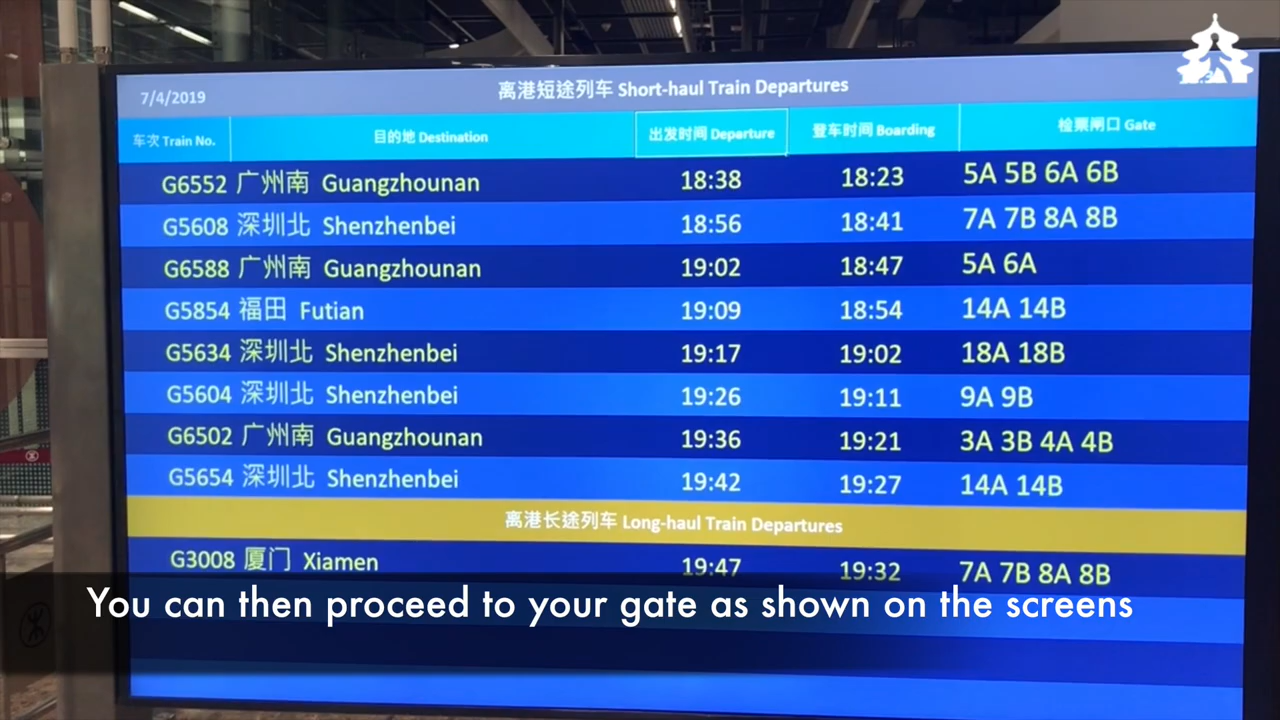 7/4/2019 离港短途列车 Short-haul Train Departures
车次 Train No. 目的地 Destination 出发时间 Departure 登车时间 Boarding 检票闸口 Gate
G6552 广州南 Guangzhounan 18:38 18:23 5A 5B 6A 6B
G5608 深圳北 Shenzhenbei 18:56 18:41 7A 7B 8A 8B
G6588 广州南 Guangzhounan 19:02 18:47 5A 6A
G5854 福田 Futian 19:09 18:54 14A 14B
G5634 深圳北 Shenzhenbei 19:17 19:02 18A 18B
G5604 深圳北 Shenzhenbei 19:26 19:11 9A 9B
G6502 广州南 Guangzhounan 19:36 19:21 3A 3B 4A 4B
G5654 深圳北 Shenzhenbei 19:42 19:27 14A 14B
离港长途列车 Long-haul Train Departures
G3008 厦门 Xiamen 19:47 19:32 7A 7B 8A 8B
You can then proceed to your gate as shown on the screens